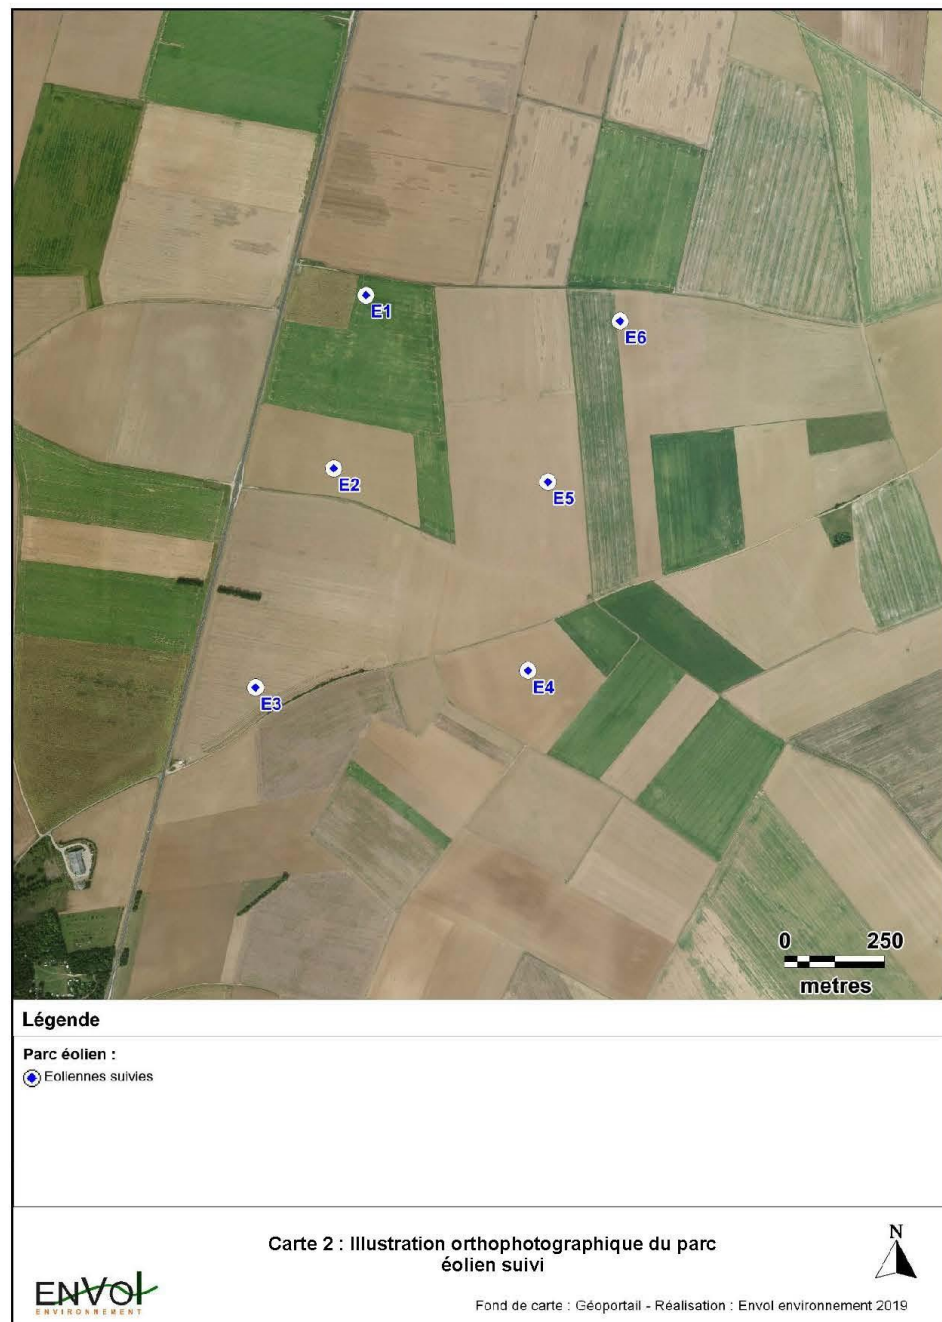 E1
E6
E2
E5
E4
E3
0 250
metres
Légende
Parc éolien :
Eoliennes suivies
Carte 2 : Illustration orthophotographique du parc
éolien suivi
N
ENVOL
ENVIRONNEMENT
Fond de carte : Géoportail - Réalisation : Envol environnement 2019